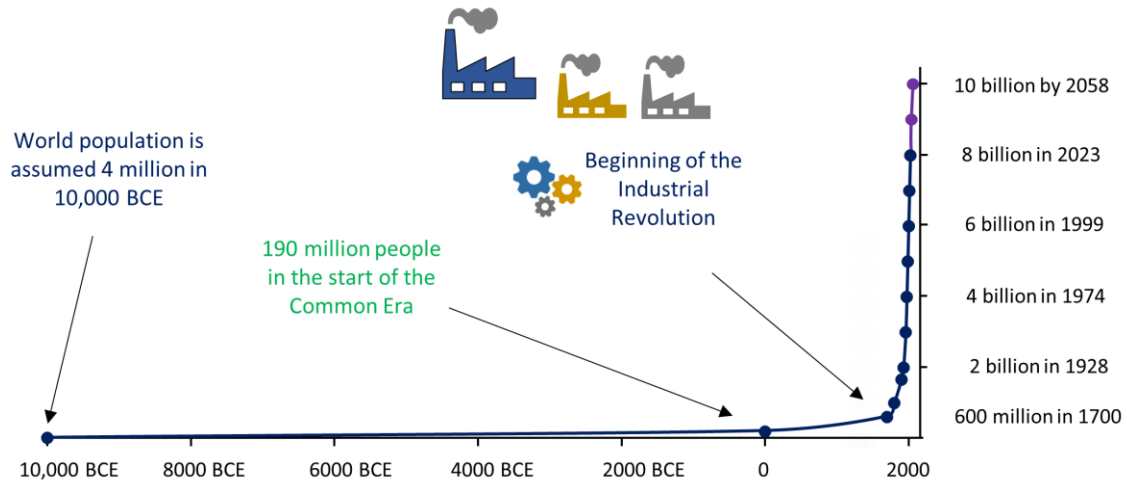 World population is
assumed 4 million in
10,000 BCE
190 million people
in the start of the
Common Era
Beginning of the
Industrial
Revolution
10 billion by 2058
8 billion in 2023
6 billion in 1999
4 billion in 1974
2 billion in 1928
600 million in 1700
10,000 BCE
8000 BCE
6000 BCE
4000 BCE
2000 BCE
0
2000